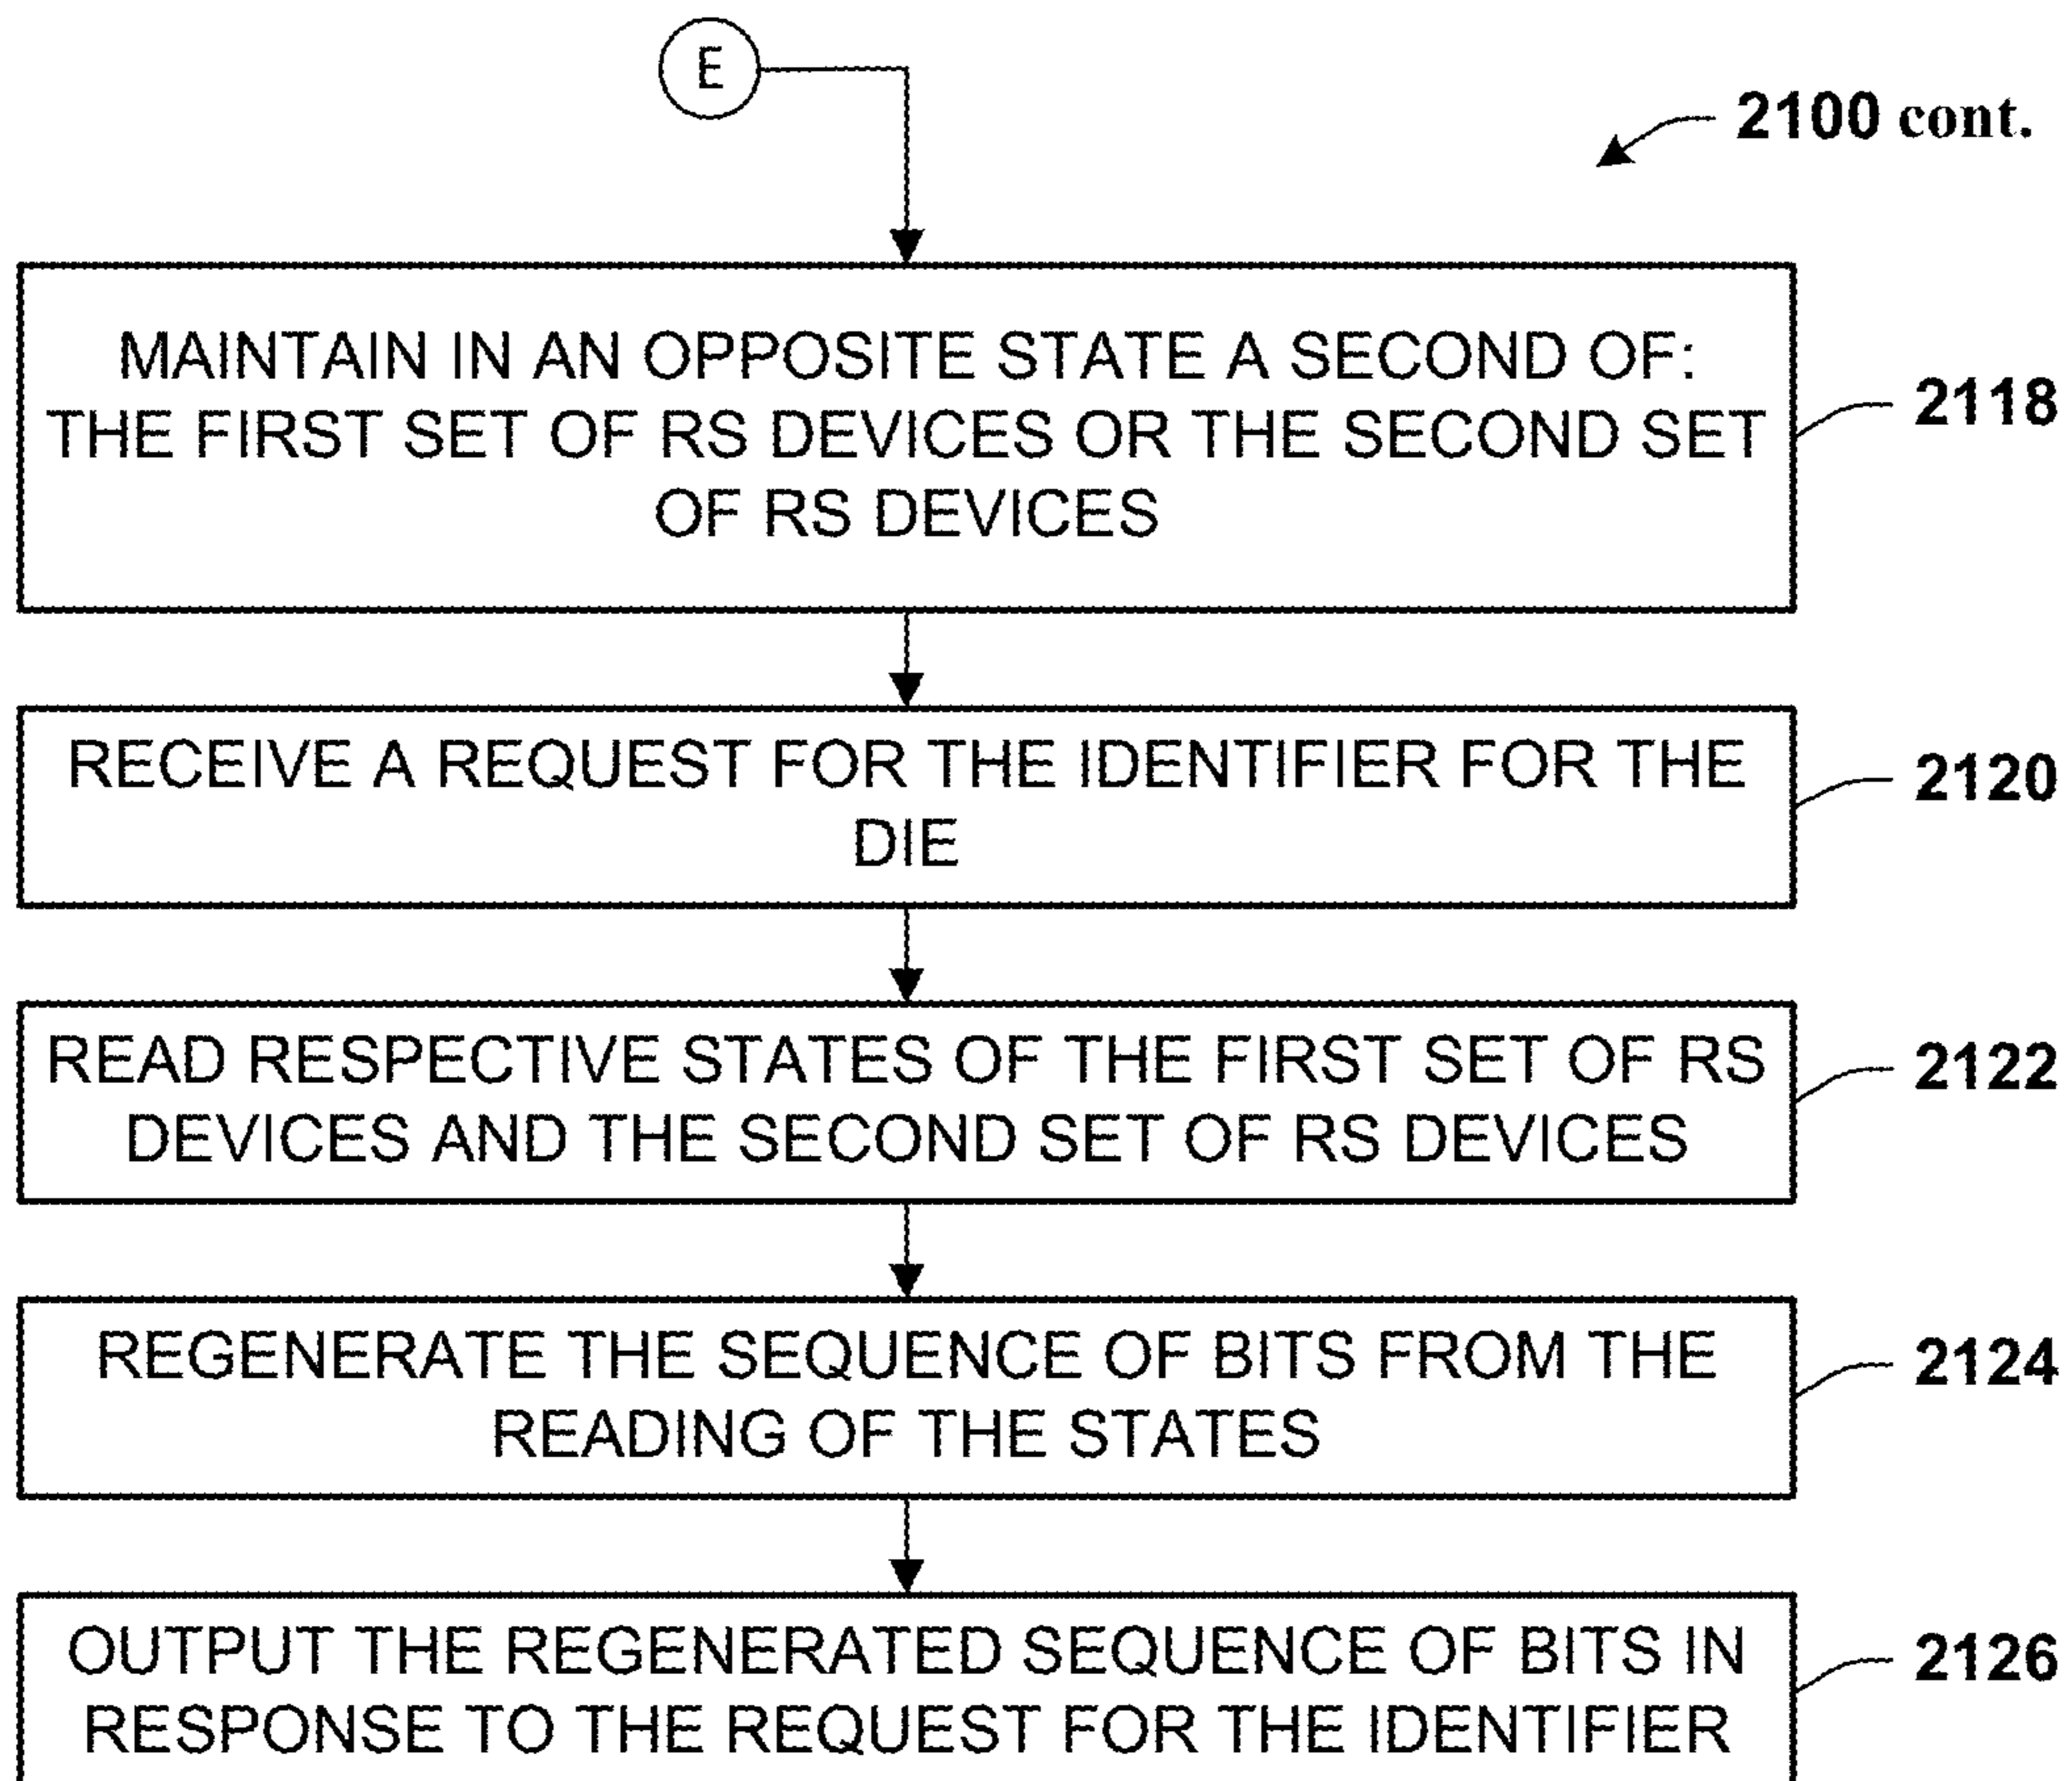 E
2100 cont.
MAINTAIN IN AN OPPOSITE STATE A SECOND OF:
THE FIRST SET OF RS DEVICES OR THE SECOND SET
OF RS DEVICES
2118
RECEIVE A REQUEST FOR THE IDENTIFIER FOR THE
DIE
2120
READ RESPECTIVE STATES OF THE FIRST SET OF RS
DEVICES AND THE SECOND SET OF RS DEVICES
2122
REGENERATE THE SEQUENCE OF BITS FROM THE
READING OF THE STATES
2124
OUTPUT THE REGENERATED SEQUENCE OF BITS IN
RESPONSE TO THE REQUEST FOR THE IDENTIFIER
2126